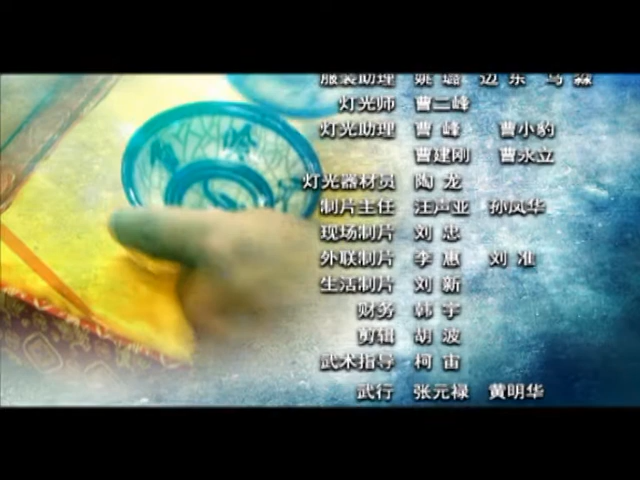 服装助理 姚璐 边东 马淼
灯光师 曹二峰
灯光助理 曹峰 曹小豹
曹建刚 曹永立
灯光器材员 陶龙
制片主任 汪声亚 孙凤华
现场制片 刘忠
外联制片 李惠 刘准
生活制片 刘新
财务 韩宇
剪辑 胡波
武术指导 柯宙
武行 张元禄 黄明华